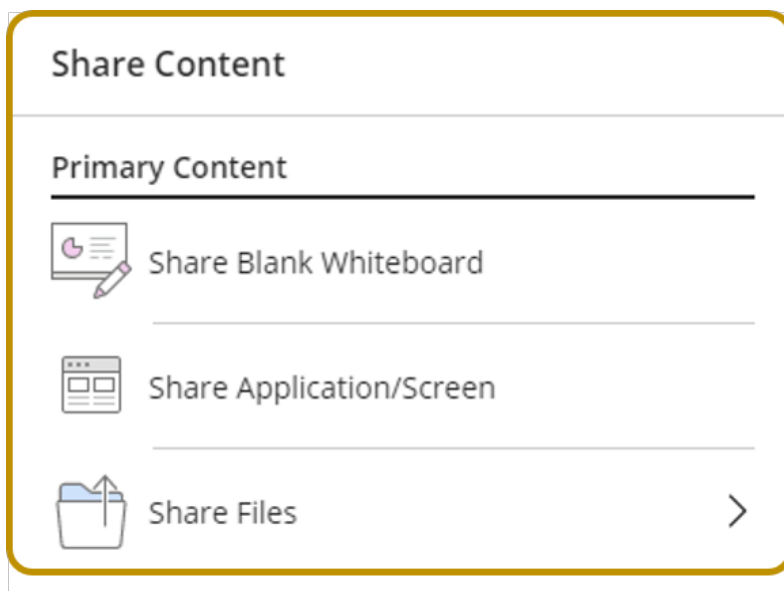 Share Content
Primary Content
Share Blank Whiteboard
Share Application/Screen
Share Files